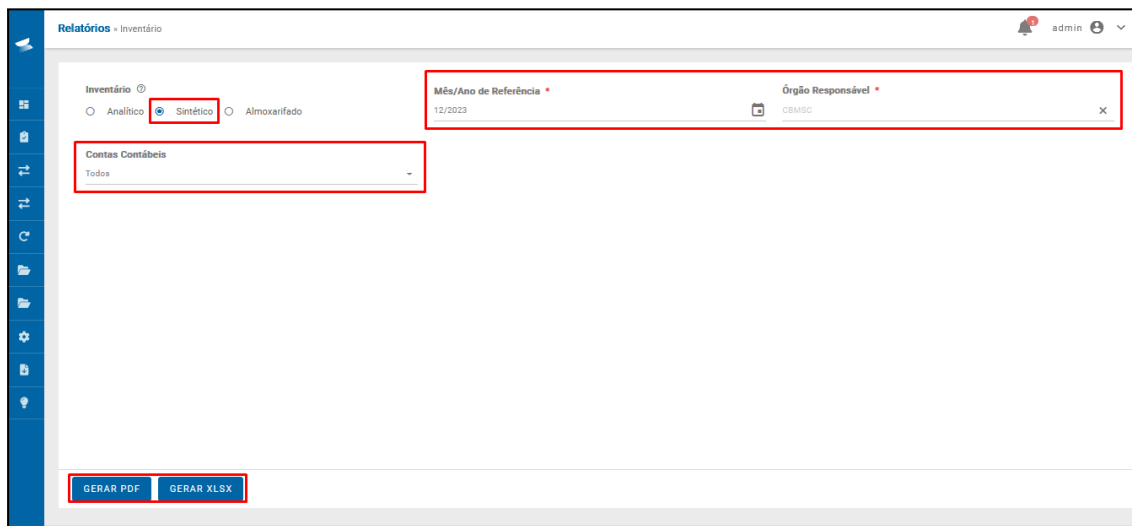 Relatórios » Inventário
1
admin
Inventário
Analítico
Sintético
Almoxarifado
Mês/Ano de Referência *
12/2023
Órgão Responsável *
CBMSC
Contas Contábeis
Todos
GERAR PDF
GERAR XLSX